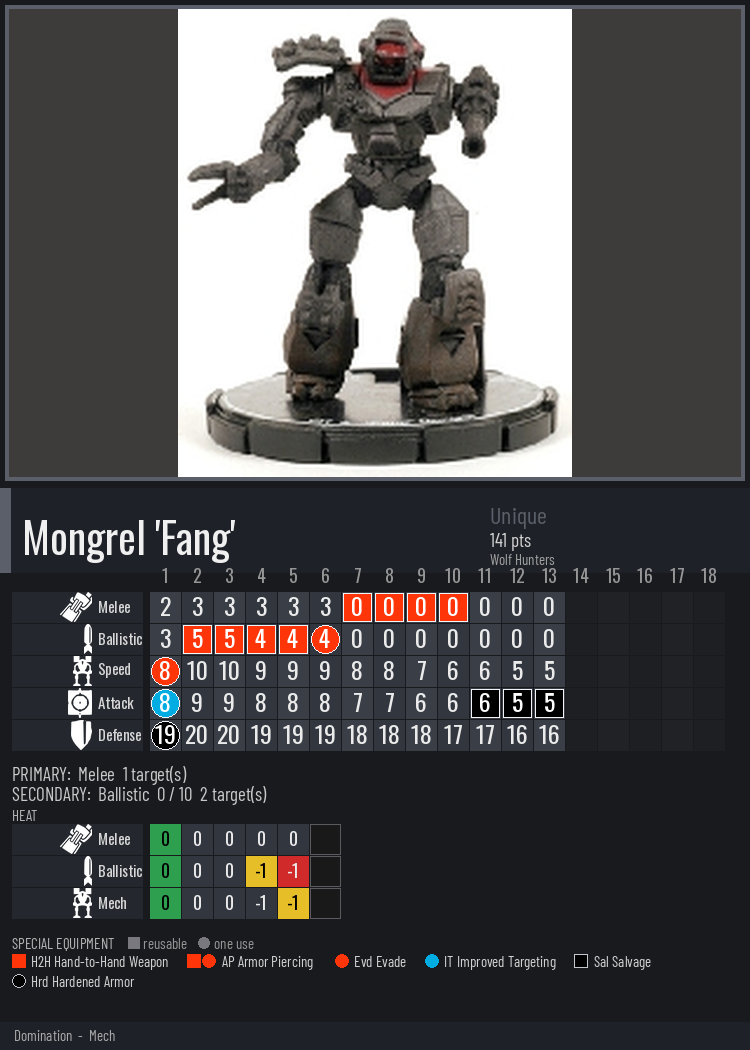 Mongrel 'Fang'
Unique
141 pts
Wolf Hunters
1 2 3 4 5 6 7 8 9 10 11 12 13 14 15 16 17 18
Melee 2 3 3 3 3 3 0 0 0 0 0 0 0
Ballistic 3 5 5 4 4 4 0 0 0 0 0 0 0
Speed 8 10 10 9 9 9 8 8 7 6 6 5 5
Attack 8 9 9 8 8 8 7 7 6 6 6 5 5
Defense 19 20 20 19 19 19 18 18 18 17 17 16 16
PRIMARY: Melee 1 target(s)
SECONDARY: Ballistic 0 / 10 2 target(s)
HEAT
Melee 0 0 0 0 0
Ballistic 0 0 0 -1 -1
Mech 0 0 0 -1 -1
SPECIAL EQUIPMENT reusable one use
H2H Hand-to-Hand Weapon AP Armor Piercing Evd Evade IT Improved Targeting Sal Salvage
Hrd Hardened Armor
Domination - Mech